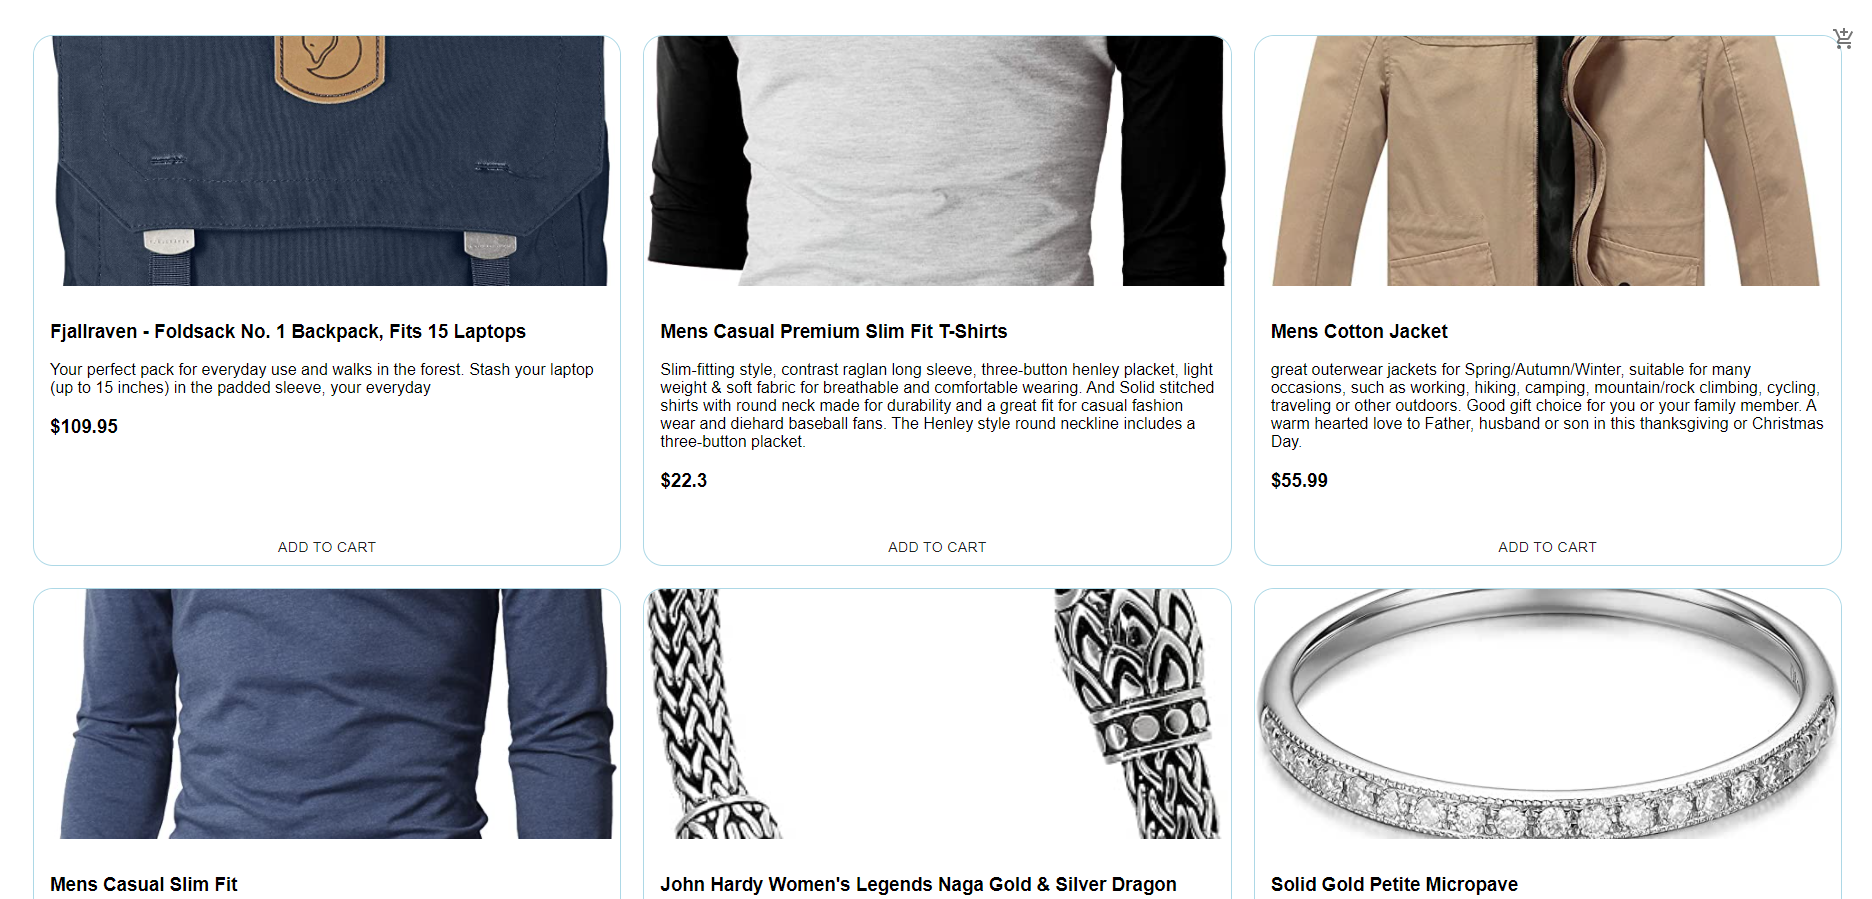 Fjallraven - Foldsack No. 1 Backpack, Fits 15 Laptops
Your perfect pack for everyday use and walks in the forest. Stash your laptop
(up to 15 inches) in the padded sleeve, your everyday
$109.95
ADD TO CART
Mens Casual Premium Slim Fit T-Shirts
Slim-fitting style, contrast raglan long sleeve, three-button henley placket, light
weight & soft fabric for breathable and comfortable wearing. And Solid stitched
shirts with round neck made for durability and a great fit for casual fashion
wear and diehard baseball fans. The Henley style round neckline includes a
three-button placket.
$22.3
ADD TO CART
Mens Cotton Jacket
great outerwear jackets for Spring/Autumn/Winter, suitable for many
occasions, such as working, hiking, camping, mountain/rock climbing, cycling,
traveling or other outdoors. Good gift choice for you or your family member. A
warm hearted love to Father, husband or son in this thanksgiving or Christmas
Day.
$55.99
ADD TO CART
Mens Casual Slim Fit
John Hardy Women's Legends Naga Gold & Silver Dragon
Solid Gold Petite Micropave